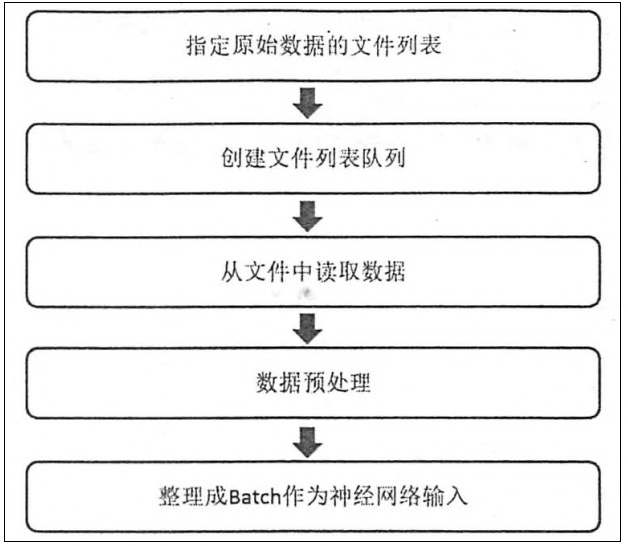 指定原始数据的文件列表
创建文件列表队列
从文件中读取数据
数据预处理
整理成Batch作为神经网络输入